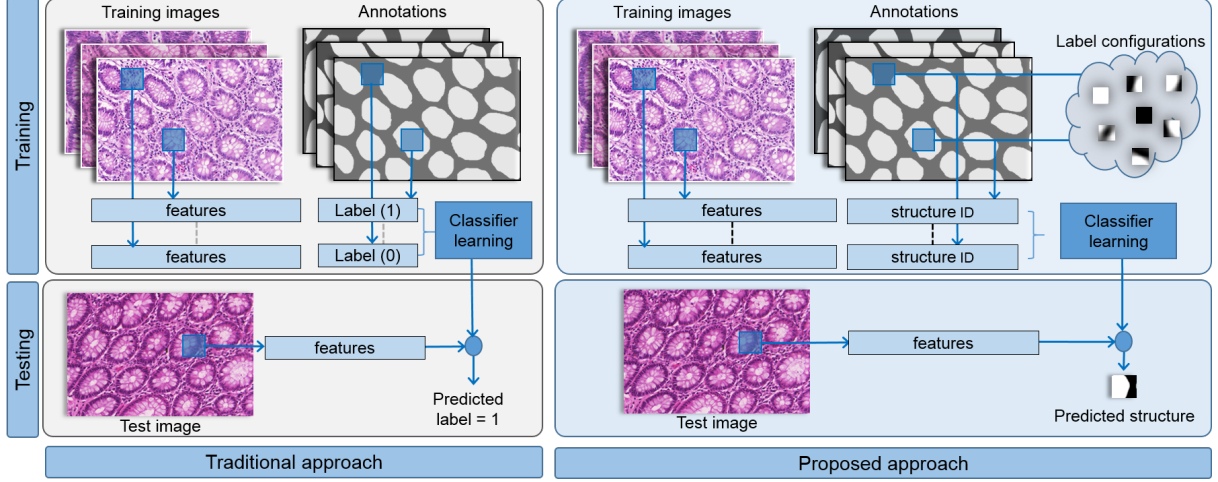 Training
Training images
Annotations
features
features
Label (1)
Label (0)
Classifier
learning
Training images
Annotations
Label configurations
features
features
structure ID
structure ID
Classifier
learning
Testing
Test image
features
Predicted
label = 1
Test image
features
Predicted structure
Traditional approach
Proposed approach